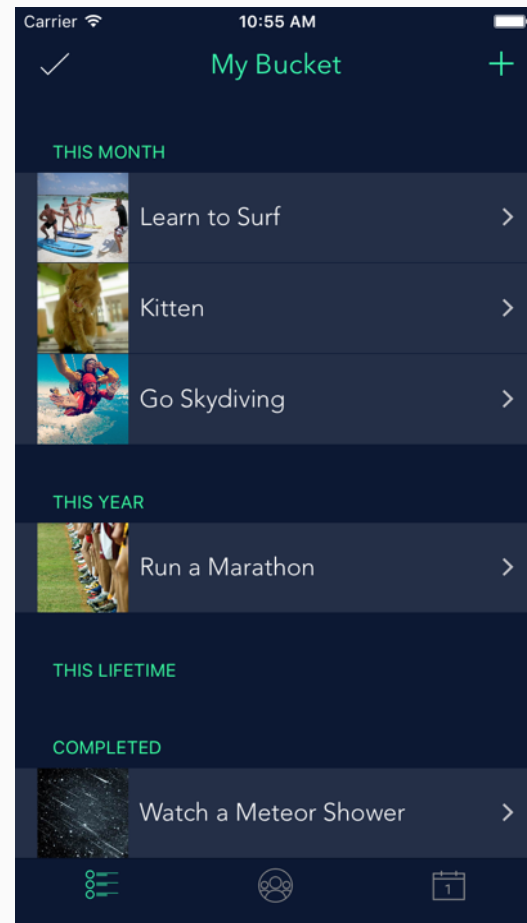 Carrier 10:55 AM
My Bucket
THIS MONTH
Learn to Surf
Kitten
Go Skydiving
THIS YEAR
Run a Marathon
THIS LIFETIME
COMPLETED
Watch a Meteor Shower
1